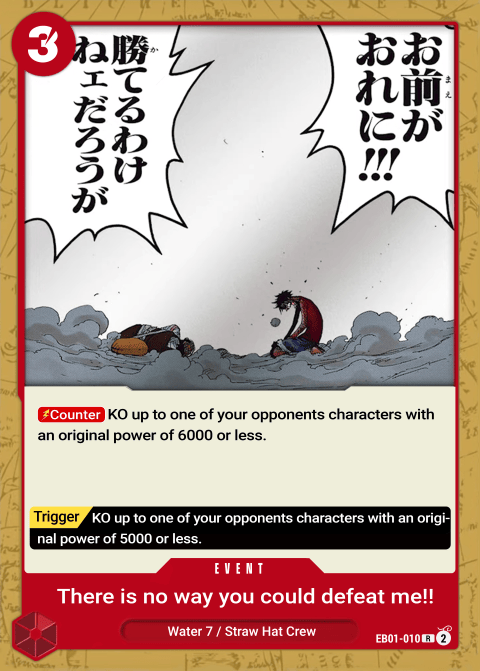 3
お前が
まえ
おれに!!!
勝てるわけ
か
ねェだろうが
⚡Counter KO up to one of your opponents characters with
an original power of 6000 or less.
Trigger KO up to one of your opponents characters with an origi-
nal power of 5000 or less.
EVENT
There is no way you could defeat me!!
Water 7 / Straw Hat Crew
EB01-010 R 2